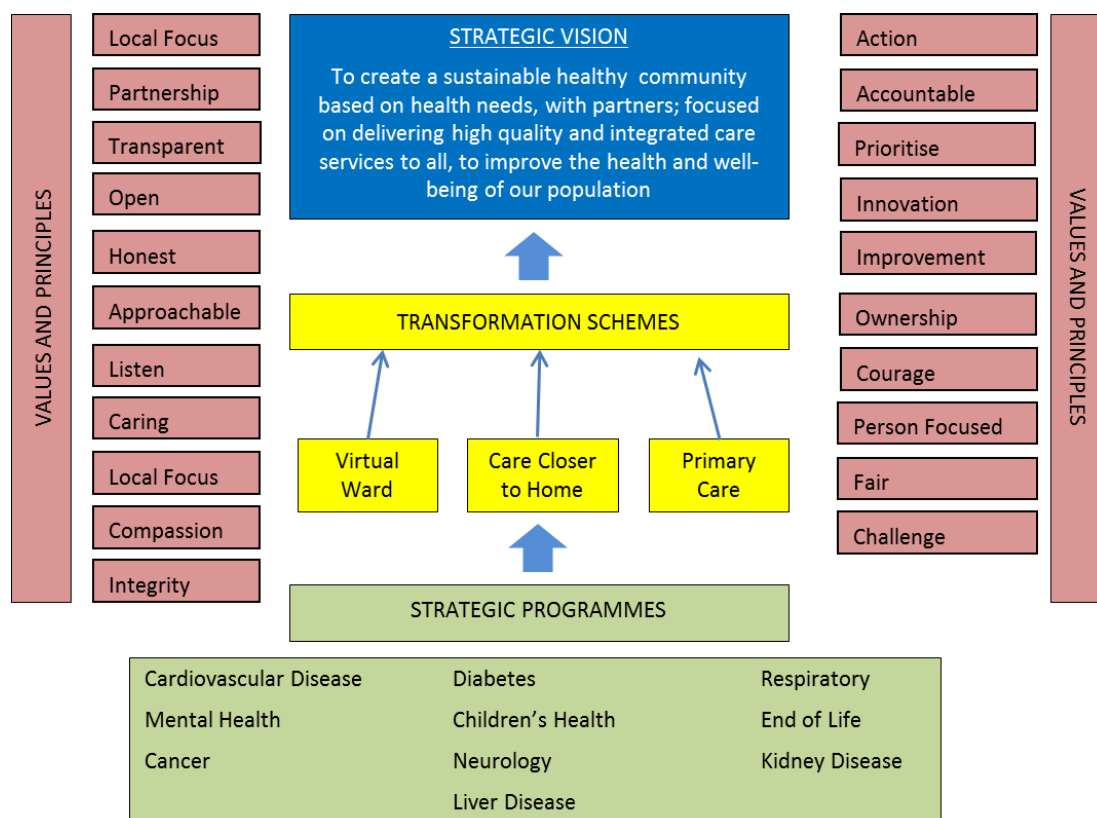 VALUES AND PRINCIPLES
Local Focus
Partnership
Transparent
Open
Honest
Approachable
Listen
Caring
Local Focus
Compassion
Integrity
STRATEGIC VISION
To create a sustainable healthy community
based on health needs, with partners; focused
on delivering high quality and integrated care
services to all, to improve the health and well-
being of our population
TRANSFORMATION SCHEMES
Virtual
Ward
Care Closer
to Home
Primary
Care
STRATEGIC PROGRAMMES
Cardiovascular Disease
Mental Health
Cancer
Diabetes
Children’s Health
Neurology
Liver Disease
Respiratory
End of Life
Kidney Disease
Action
Accountable
Prioritise
Innovation
Improvement
Ownership
Courage
Person Focused
Fair
Challenge
VALUES AND PRINCIPLES